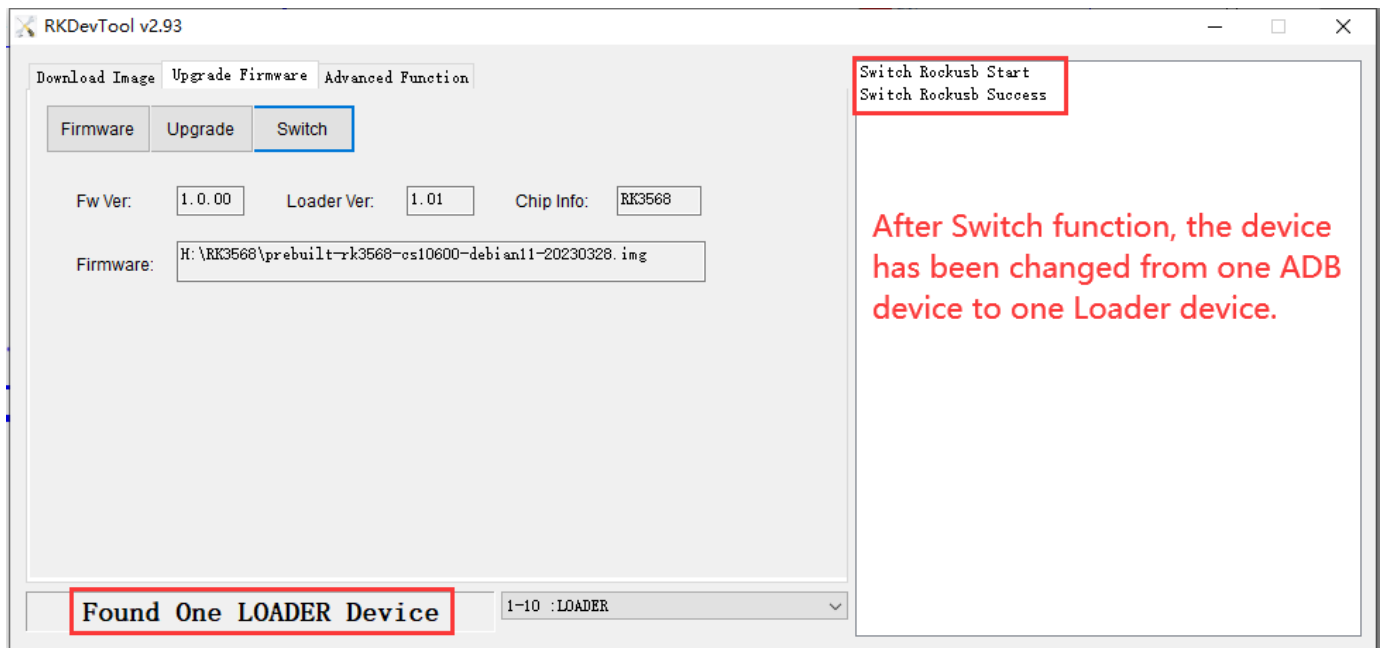 RKDevTool v2.93
Download Image Upgrade Firmware Advanced Function
Firmware Upgrade Switch
Fw Ver: 1.0.00 Loader Ver: 1.01 Chip Info: RK3568
Firmware: H:\RK3568\prebuilt-rk3568-cs10600-debian11-20230328.img
Found One LOADER Device 1-10 :LOADER
Switch Rockusb Start
Switch Rockusb Success
After Switch function, the device
has been changed from one ADB
device to one Loader device.